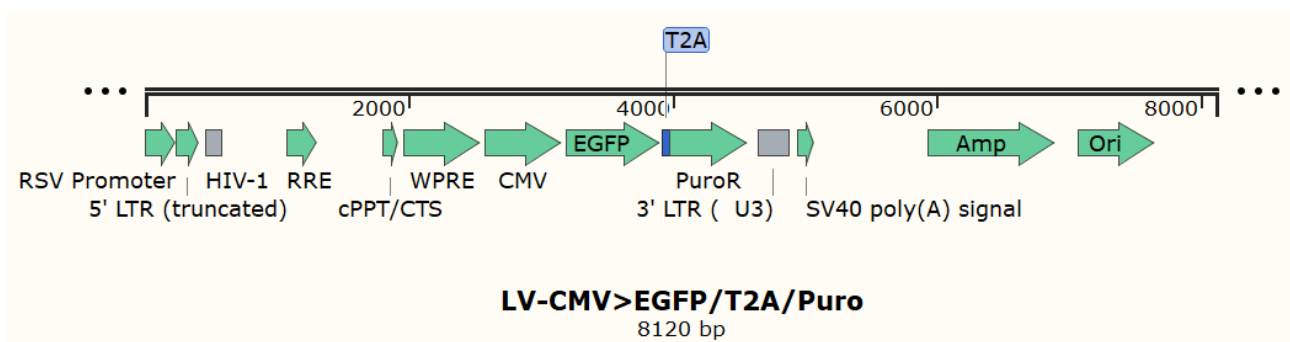 T2A
2000 4000 6000 8000
EGFP Amp Ori
RSV Promoter HIV-1 RRE WPRE CMV PuroR
5' LTR (truncated) cPPT/CTS 3' LTR ( U3) SV40 poly(A) signal
LV-CMV>EGFP/T2A/Puro
8120 bp